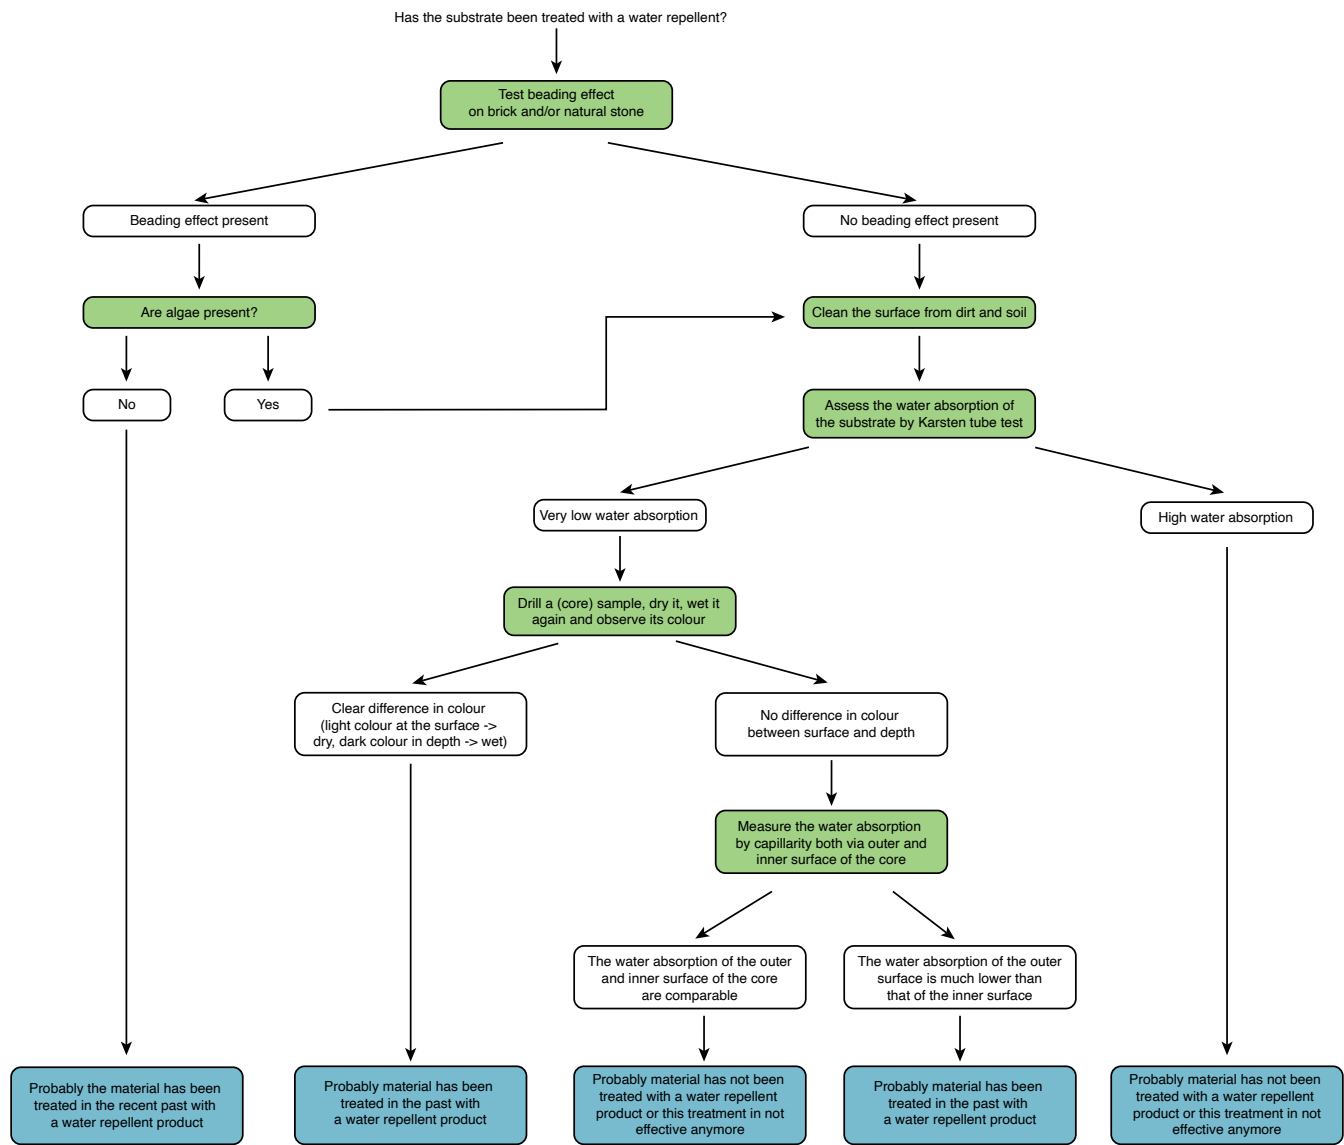 Has the substrate been treated with a water repellent?
Test beading effect
on brick and/or natural stone
Beading effect present
No beading effect present
Are algae present?
Clean the surface from dirt and soil
No
Yes
Assess the water absorption of
the substrate by Karsten tube test
Very low water absorption
High water absorption
Drill a (core) sample, dry it, wet it
again and observe its colour
Clear difference in colour
(light colour at the surface ->
dry, dark colour in depth -> wet)
No difference in colour
between surface and depth
Measure the water absorption
by capillarity both via outer and
inner surface of the core
The water absorption of the outer
and inner surface of the core
are comparable
The water absorption of the outer
surface is much lower than
that of the inner surface
Probably the material has been
treated in the recent past with
a water repellent product
Probably material has been
treated in the past with
a water repellent product
Probably material has not been
treated with a water repellent
product or this treatment in not
effective anymore
Probably material has been
treated in the past with
a water repellent product
Probably material has not been
treated with a water repellent
product or this treatment in not
effective anymore